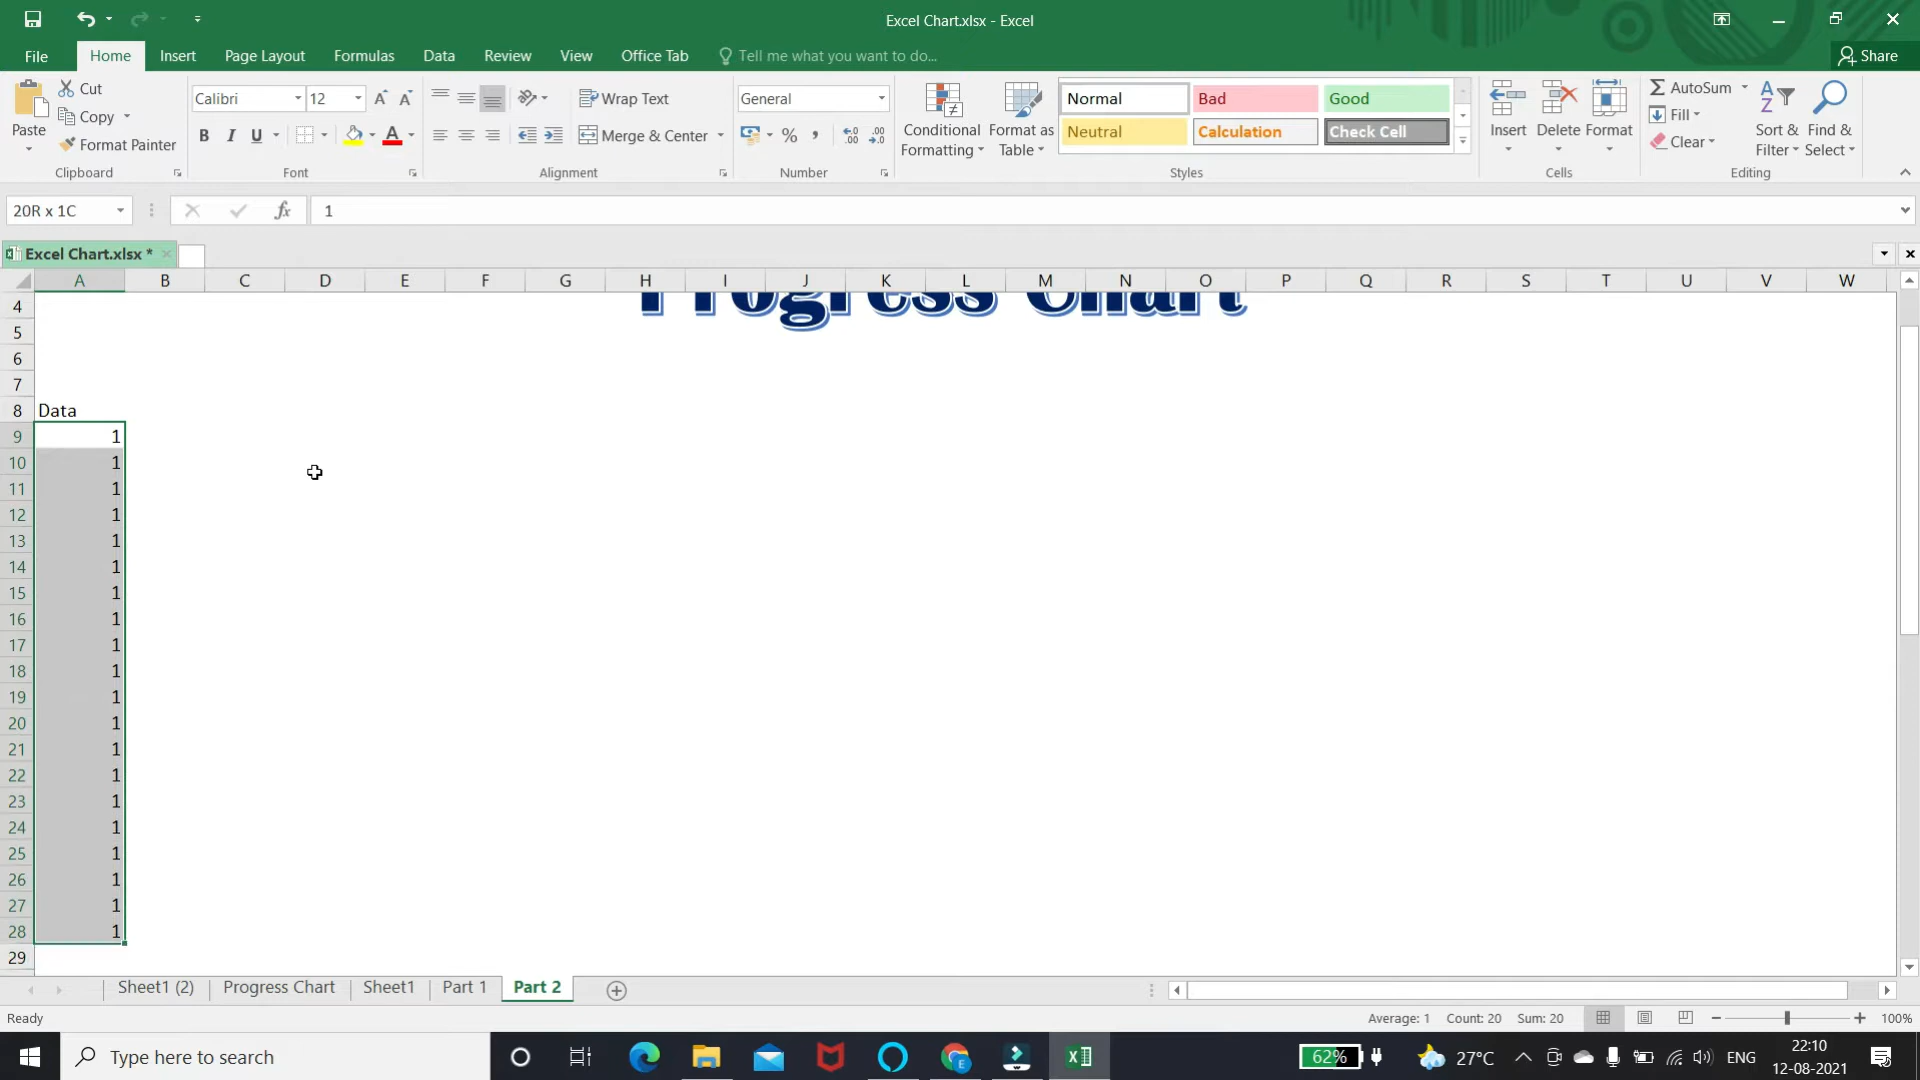 Excel Chart.xlsx - Excel
File Home Insert Page Layout Formulas Data Review View Office Tab Tell me what you want to do... Share
Cut
Copy
Format Painter
Paste
Clipboard
Calibri 12
B I U
Font
Wrap Text
Merge & Center
Alignment
General
%
Number
Conditional Formatting
Format as Table
Normal Bad Good
Neutral Calculation Check Cell
Styles
Insert Delete Format
Cells
AutoSum
Fill
Clear
Sort & Filter
Find & Select
Editing
20R x 1C fx 1
Excel Chart.xlsx *
A B C D E F G H I J K L M N O P Q R S T U V W
4 Progress Chart
5
6
7
8 Data
9 1
10 1
11 1
12 1
13 1
14 1
15 1
16 1
17 1
18 1
19 1
20 1
21 1
22 1
23 1
24 1
25 1
26 1
27 1
28 1
29
Sheet1 (2) Progress Chart Sheet1 Part 1 Part 2
Ready Average: 1 Count: 20 Sum: 20 100%
Type here to search 62% 27°C ENG 22:10
12-08-2021